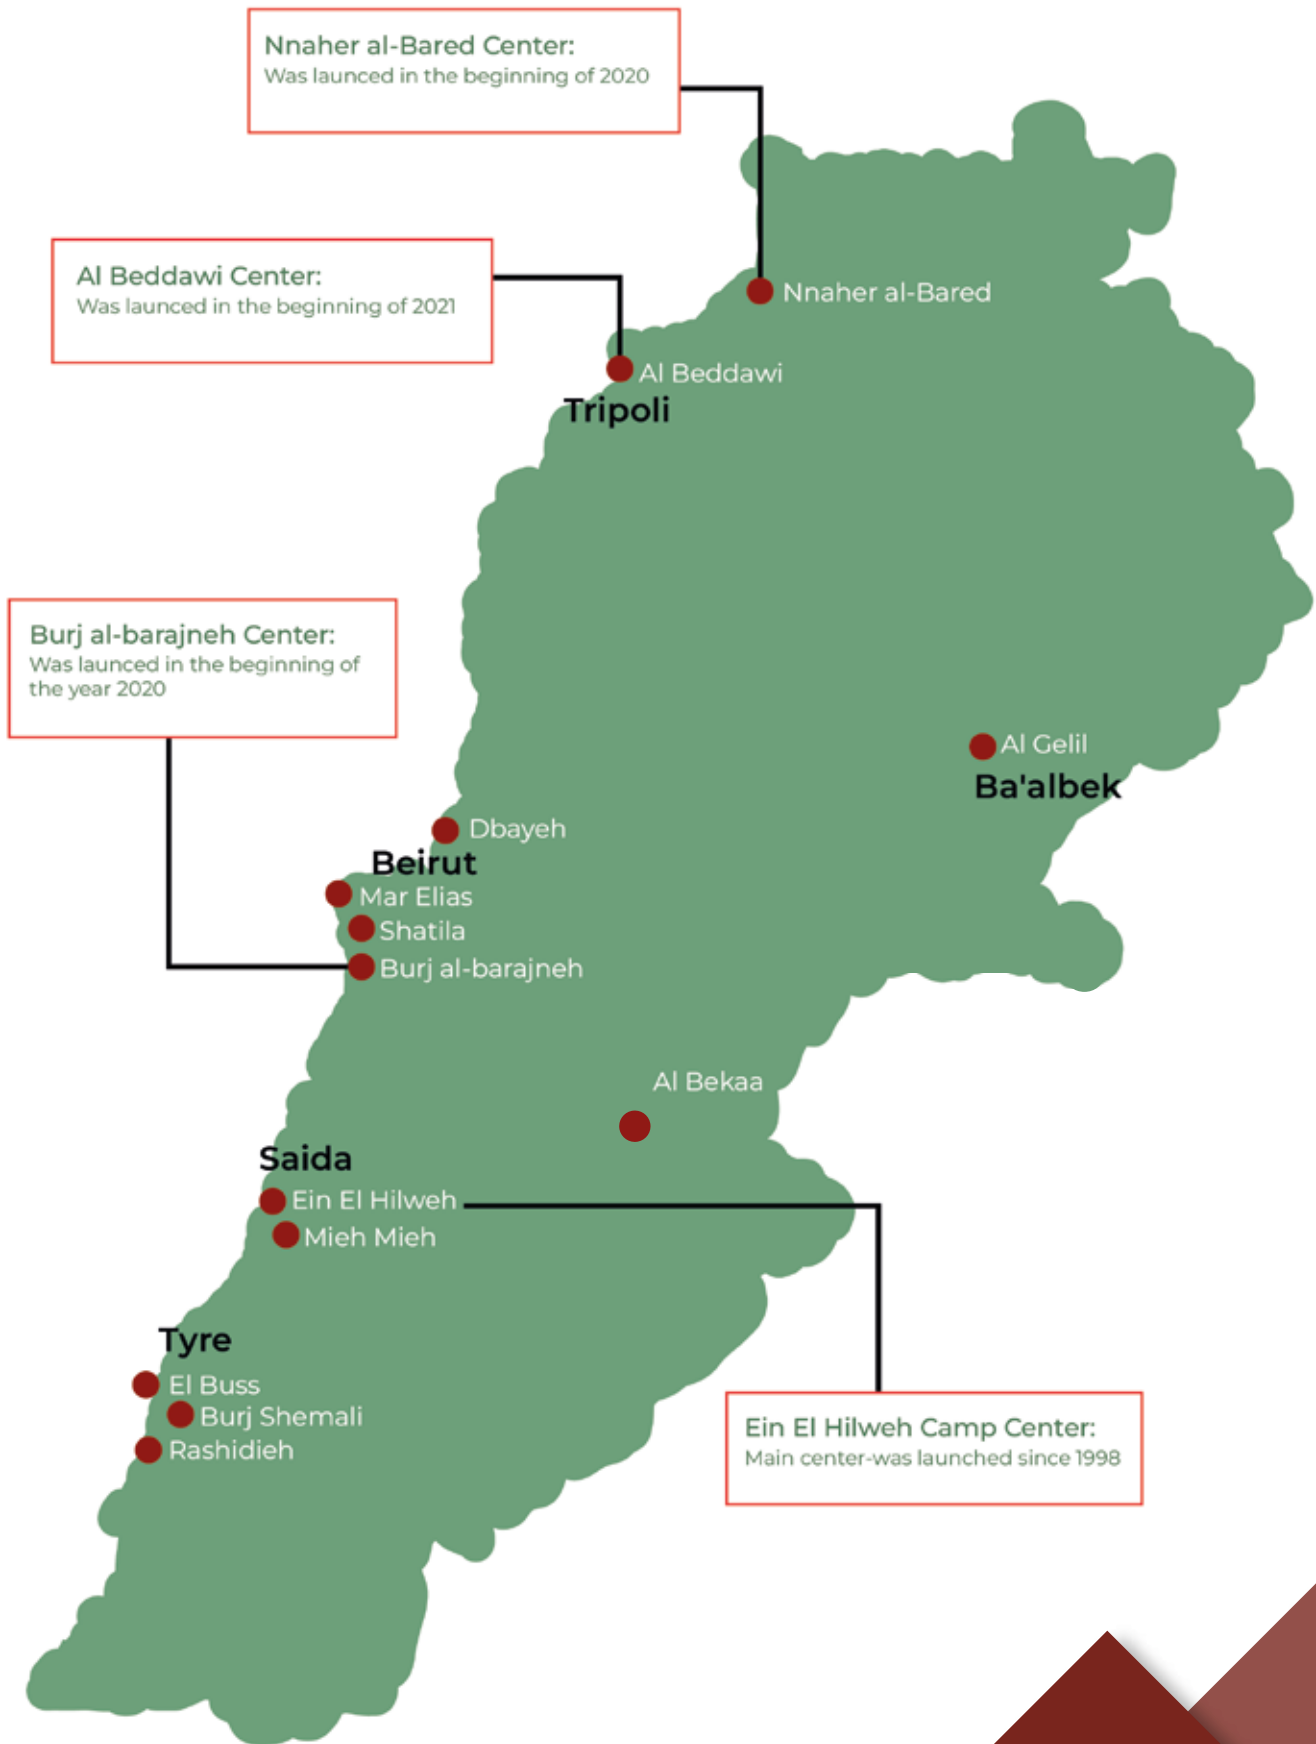 Nnaher al-Bared Center:
Was launced in the beginning of 2020
Al Beddawi Center:
Was launced in the beginning of 2021
Nnaher al-Bared
Al Beddawi
Tripoli
Burj al-barajneh Center:
Was launced in the beginning of
the year 2020
Al Gelil
Ba'albek
Dbayeh
Beirut
Mar Elias
Shatila
Burj al-barajneh
Al Bekaa
Saida
Ein El Hilweh
Mieh Mieh
Tyre
El Buss
Burj Shemali
Rashidieh
Ein El Hilweh Camp Center:
Main center-was launched since 1998